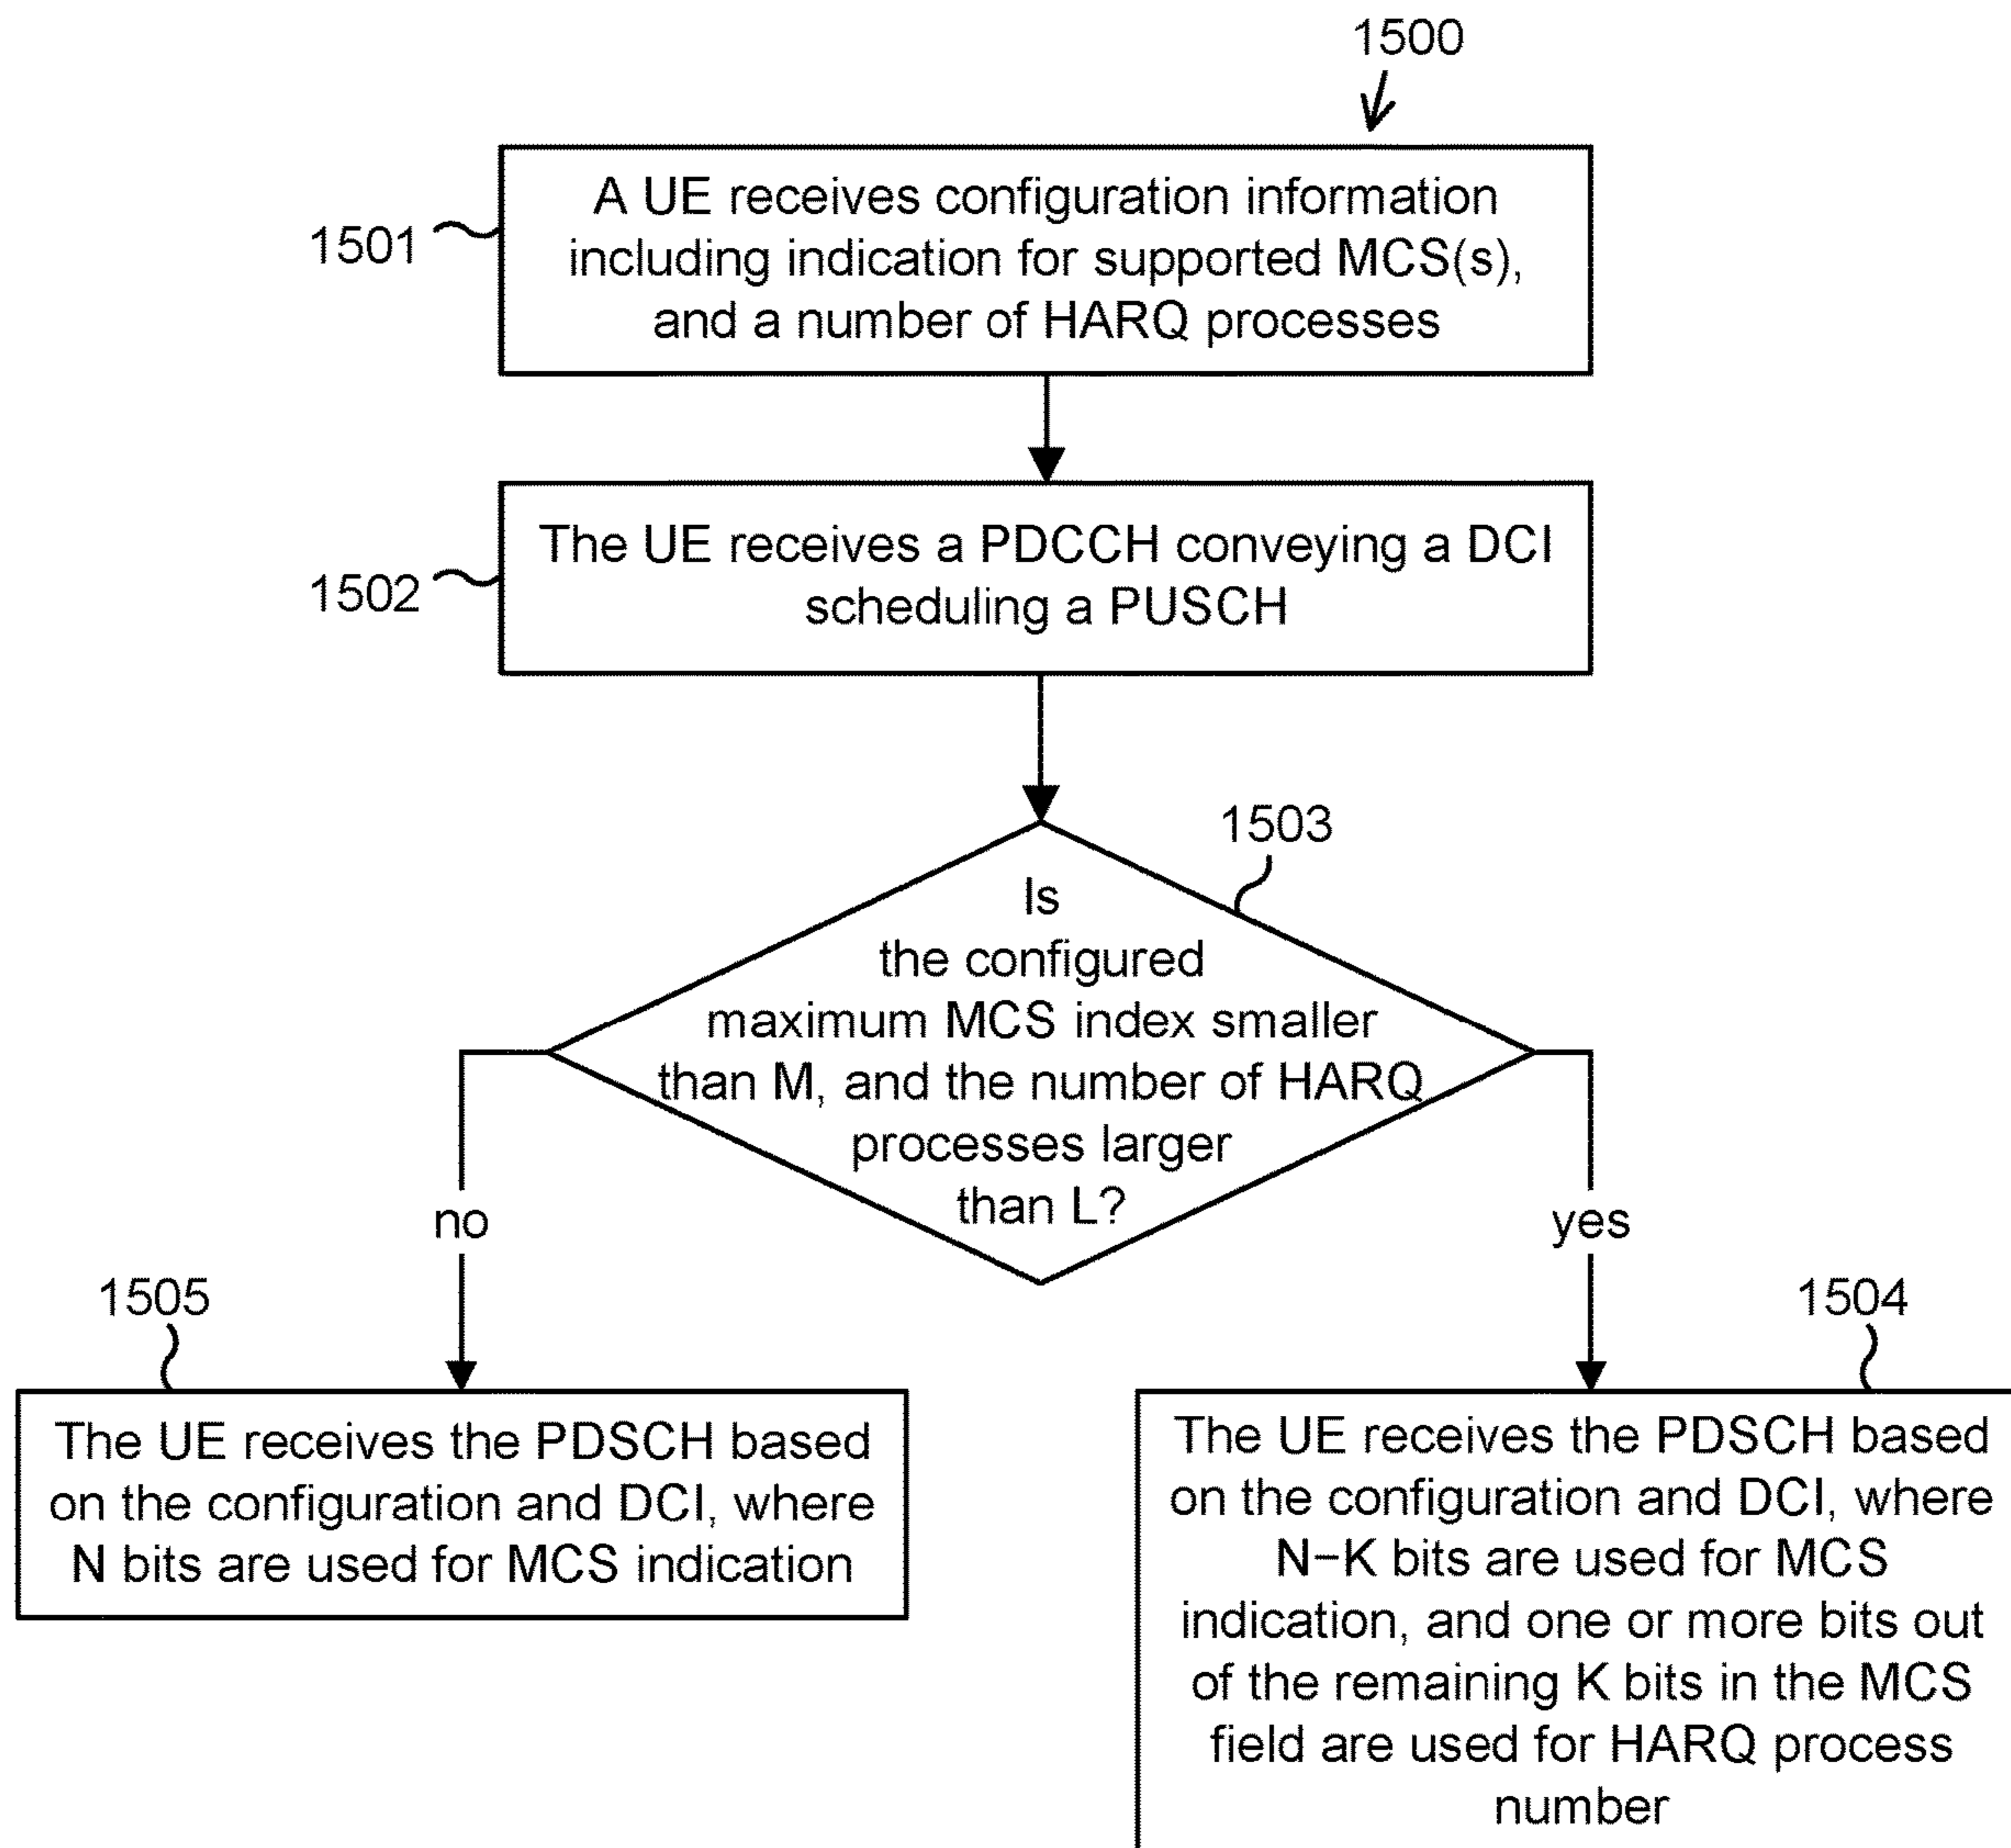 1500
1501
A UE receives configuration information
including indication for supported MCS(s),
and a number of HARQ processes
1502
The UE receives a PDCCH conveying a DCI
scheduling a PUSCH
1503
Is
the configured
maximum MCS index smaller
than M, and the number of HARQ
processes larger
than L?
no
yes
1505
The UE receives the PDSCH based
on the configuration and DCI, where
N bits are used for MCS indication
1504
The UE receives the PDSCH based
on the configuration and DCI, where
N−K bits are used for MCS
indication, and one or more bits out
of the remaining K bits in the MCS
field are used for HARQ process
number